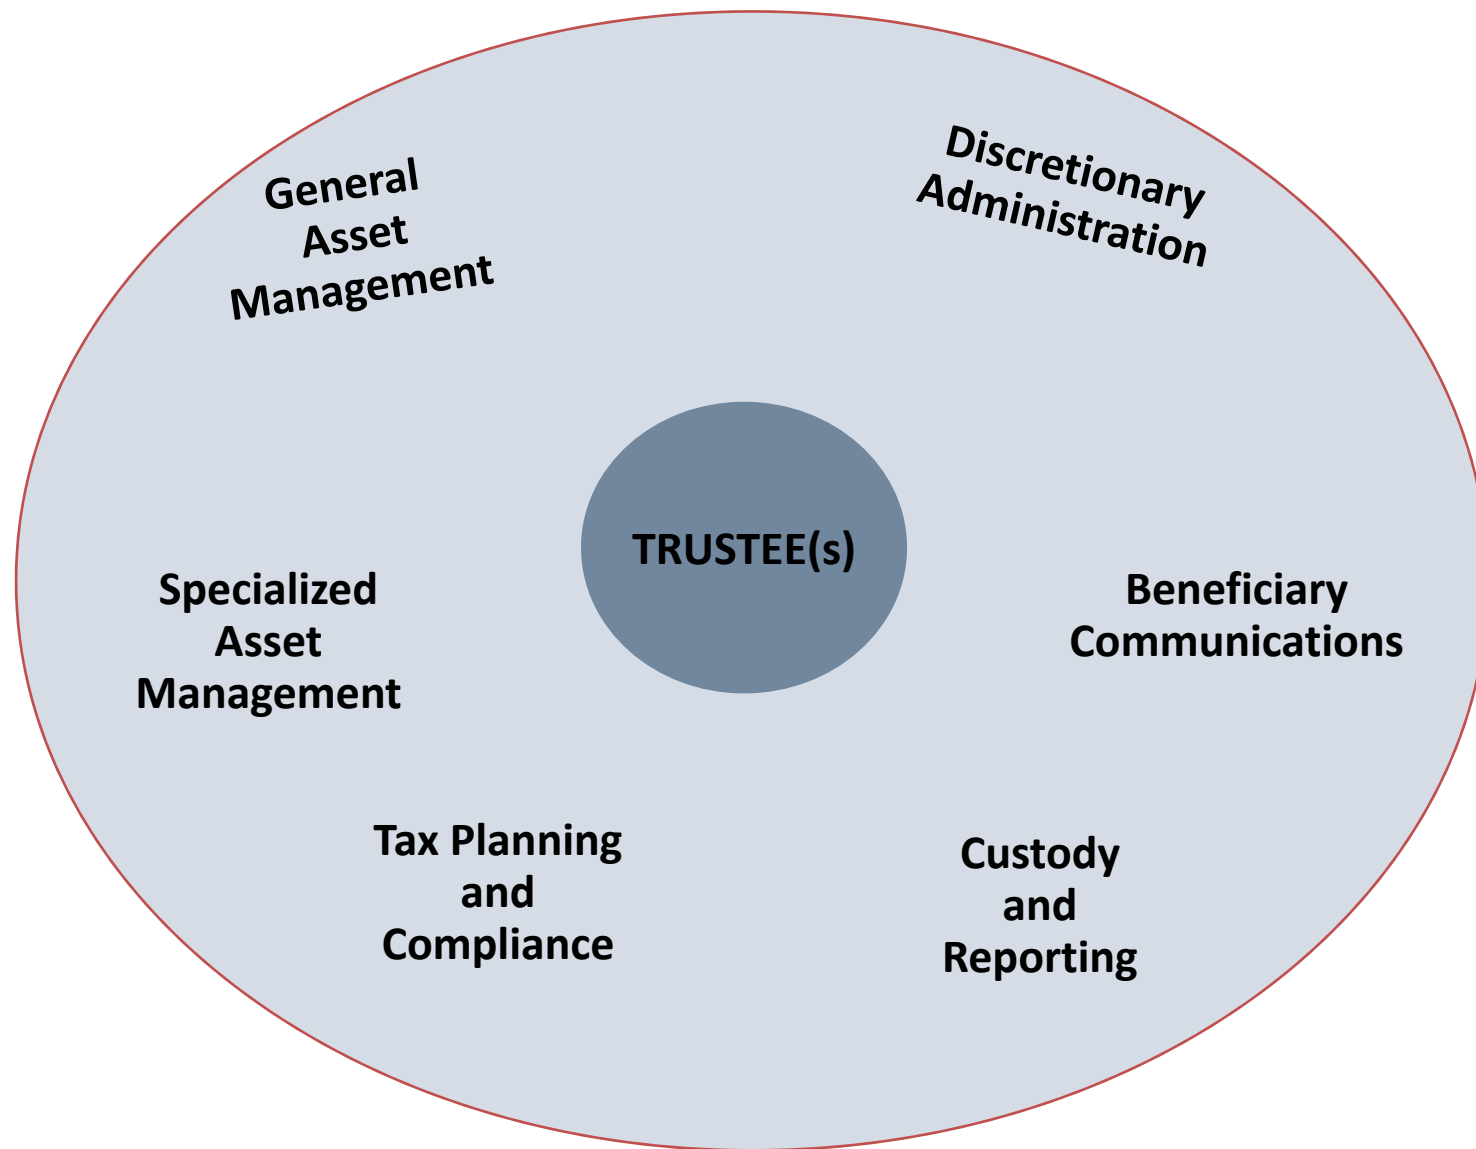 General
Asset
Management
Discretionary
Administration
TRUSTEE(s)
Specialized
Asset
Management
Beneficiary
Communications
Tax Planning
and
Compliance
Custody
and
Reporting